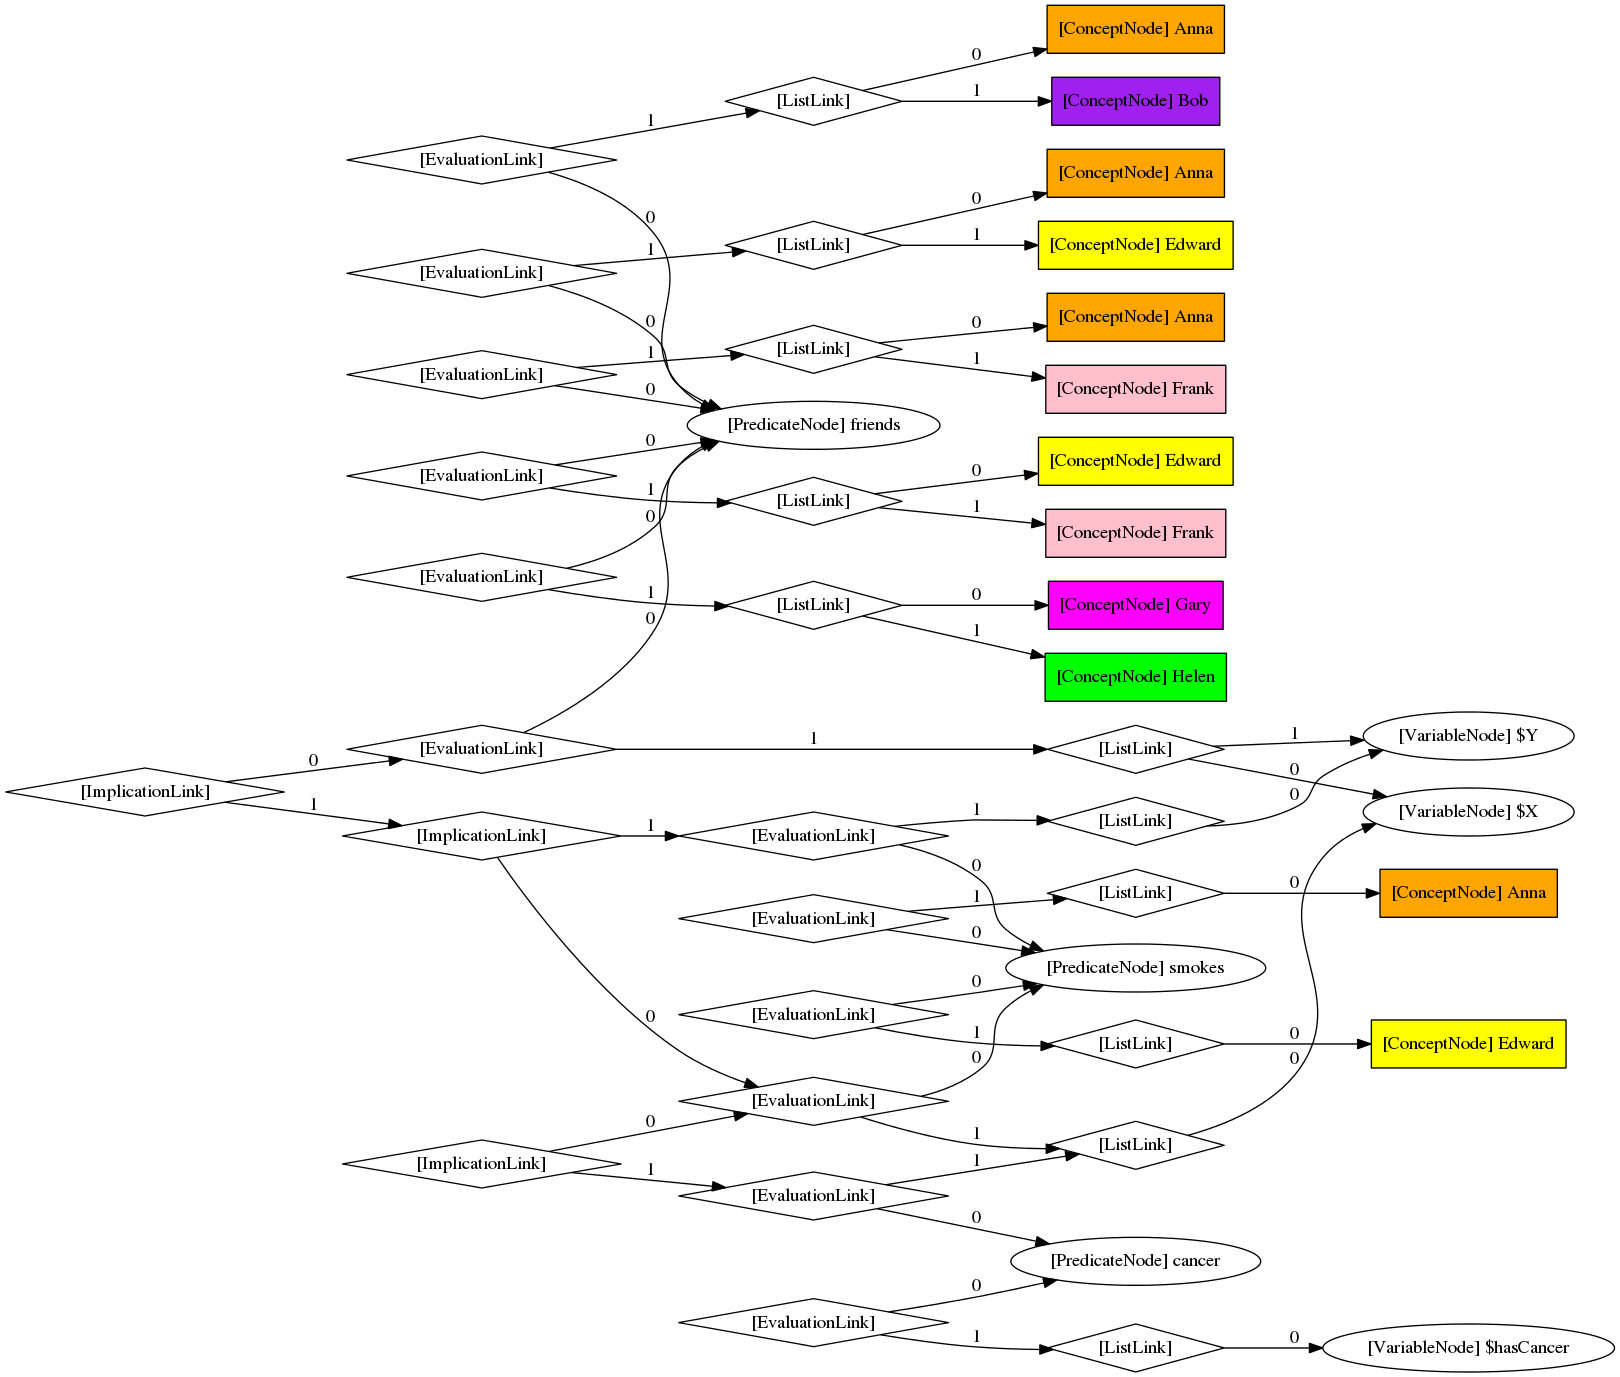 [ConceptNode] Anna
0
[ListLink]
1
[ConceptNode] Bob
1
[EvaluationLink]
0
[ConceptNode] Anna
0
[ListLink]
1
[ConceptNode] Edward
1
[EvaluationLink]
0
[ConceptNode] Anna
0
[ListLink]
1
[ConceptNode] Frank
1
[EvaluationLink]
0
[PredicateNode] friends
0
[EvaluationLink]
1
[ConceptNode] Edward
0
[ListLink]
1
[ConceptNode] Frank
0
[EvaluationLink]
1
[ListLink]
0
[ConceptNode] Gary
1
[ConceptNode] Helen
0
[EvaluationLink]
1
[ListLink]
1
[VariableNode] $Y
0
0
[ImplicationLink]
0
1
[VariableNode] $X
[ImplicationLink]
1
[EvaluationLink]
1
[ListLink]
0
[EvaluationLink]
1
[ListLink]
0
[ConceptNode] Anna
0
[PredicateNode] smokes
0
[EvaluationLink]
1
[ListLink]
0
[ConceptNode] Edward
0
0
0
[EvaluationLink]
1
[ListLink]
0
[ImplicationLink]
1
[EvaluationLink]
1
0
[PredicateNode] cancer
0
[EvaluationLink]
1
[ListLink]
0
[VariableNode] $hasCancer